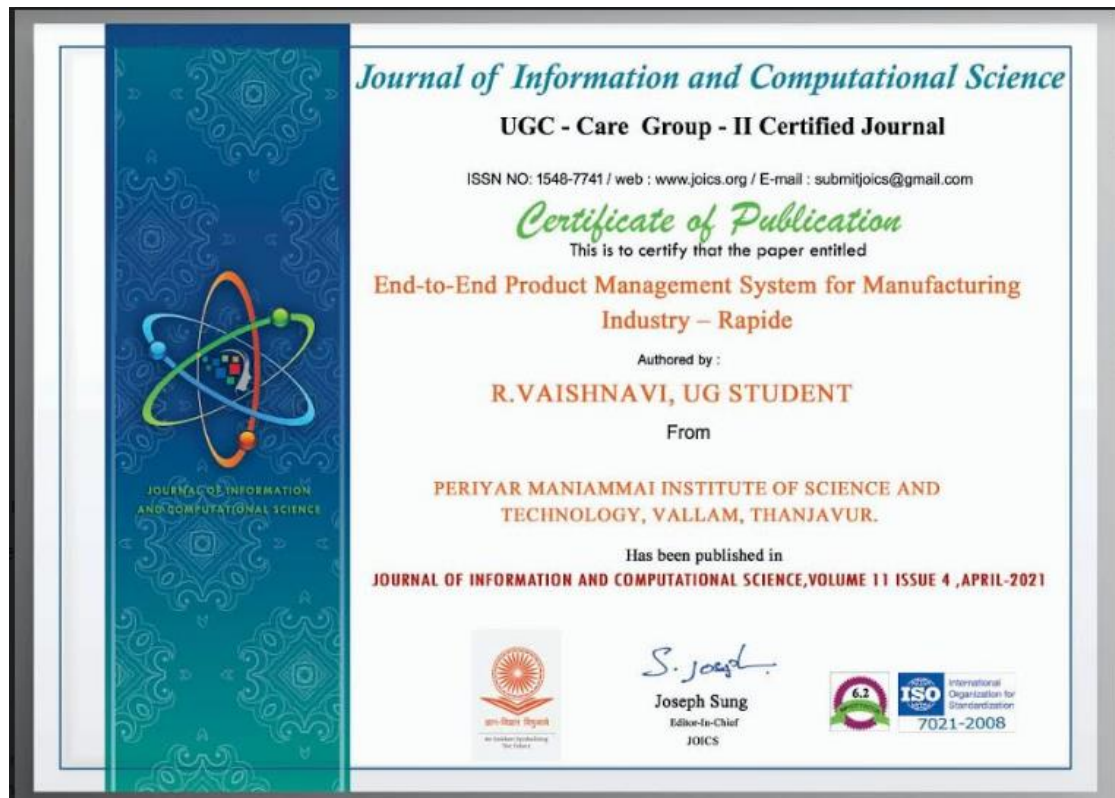 Journal of Information and Computational Science
UGC - Care Group - II Certified Journal
ISSN NO: 1548-7741 / web : www.joics.org / E-mail : submitjoics@gmail.com
Certificate of Publication
This is to certify that the paper entitled
End-to-End Product Management System for Manufacturing
Industry – Rapide
Authored by :
R.VAISHNAVI, UG STUDENT
From
PERIYAR MANIAMMAI INSTITUTE OF SCIENCE AND
TECHNOLOGY, VALLAM, THANJAVUR.
Has been published in
JOURNAL OF INFORMATION AND COMPUTATIONAL SCIENCE,VOLUME 11 ISSUE 4 ,APRIL-2021
JOURNAL OF INFORMATION
AND COMPUTATIONAL SCIENCE
S. Joseph
Joseph Sung
Editor-In-Chief
JOICS
ज्ञान-विज्ञान विमुक्तये
6.2
ISO
International
Organization for
Standardization
7021-2008